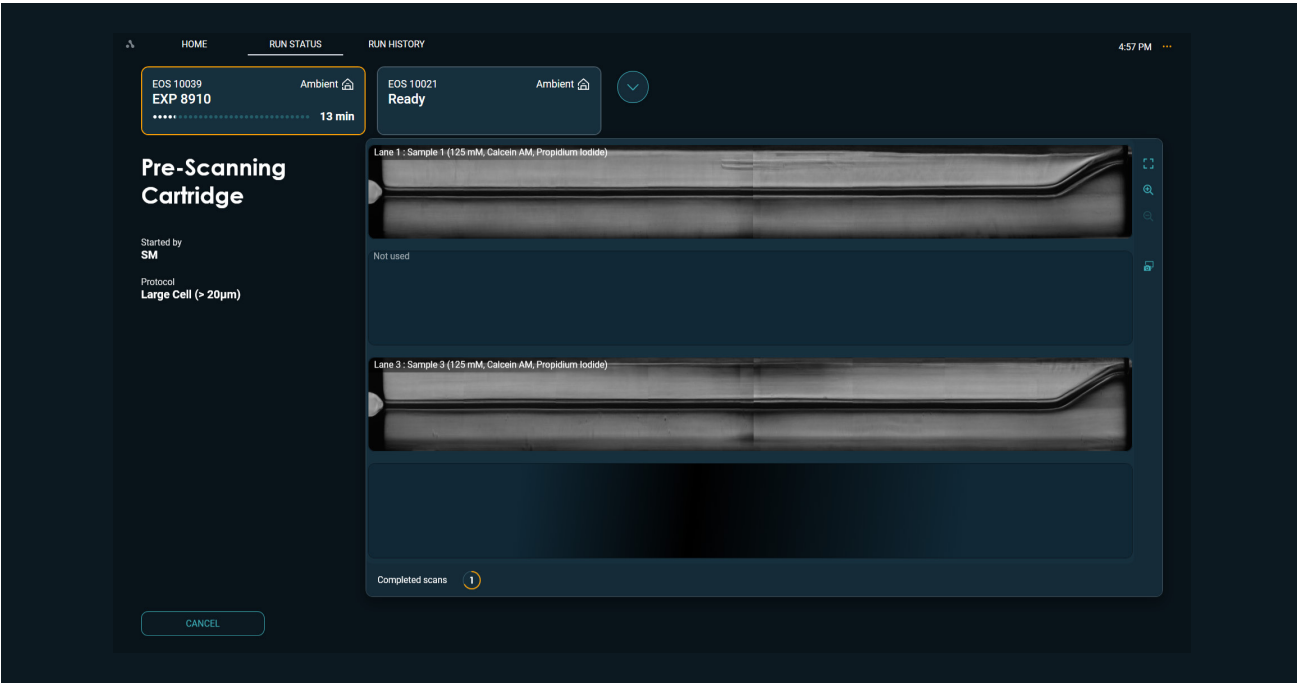 HOME
RUN STATUS
RUN HISTORY
4:57 PM
EOS 10039
Ambient
EXP 8910
13 min
EOS 10021
Ambient
Ready
Pre-Scanning
Cartridge
Started by
SM
Protocol
Large Cell (> 20μm)
Lane 1 : Sample 1 (125 mM, Calcein AM, Propidium Iodide)
Not used
Lane 3 : Sample 3 (125 mM, Calcein AM, Propidium Iodide)
Completed scans 1
CANCEL